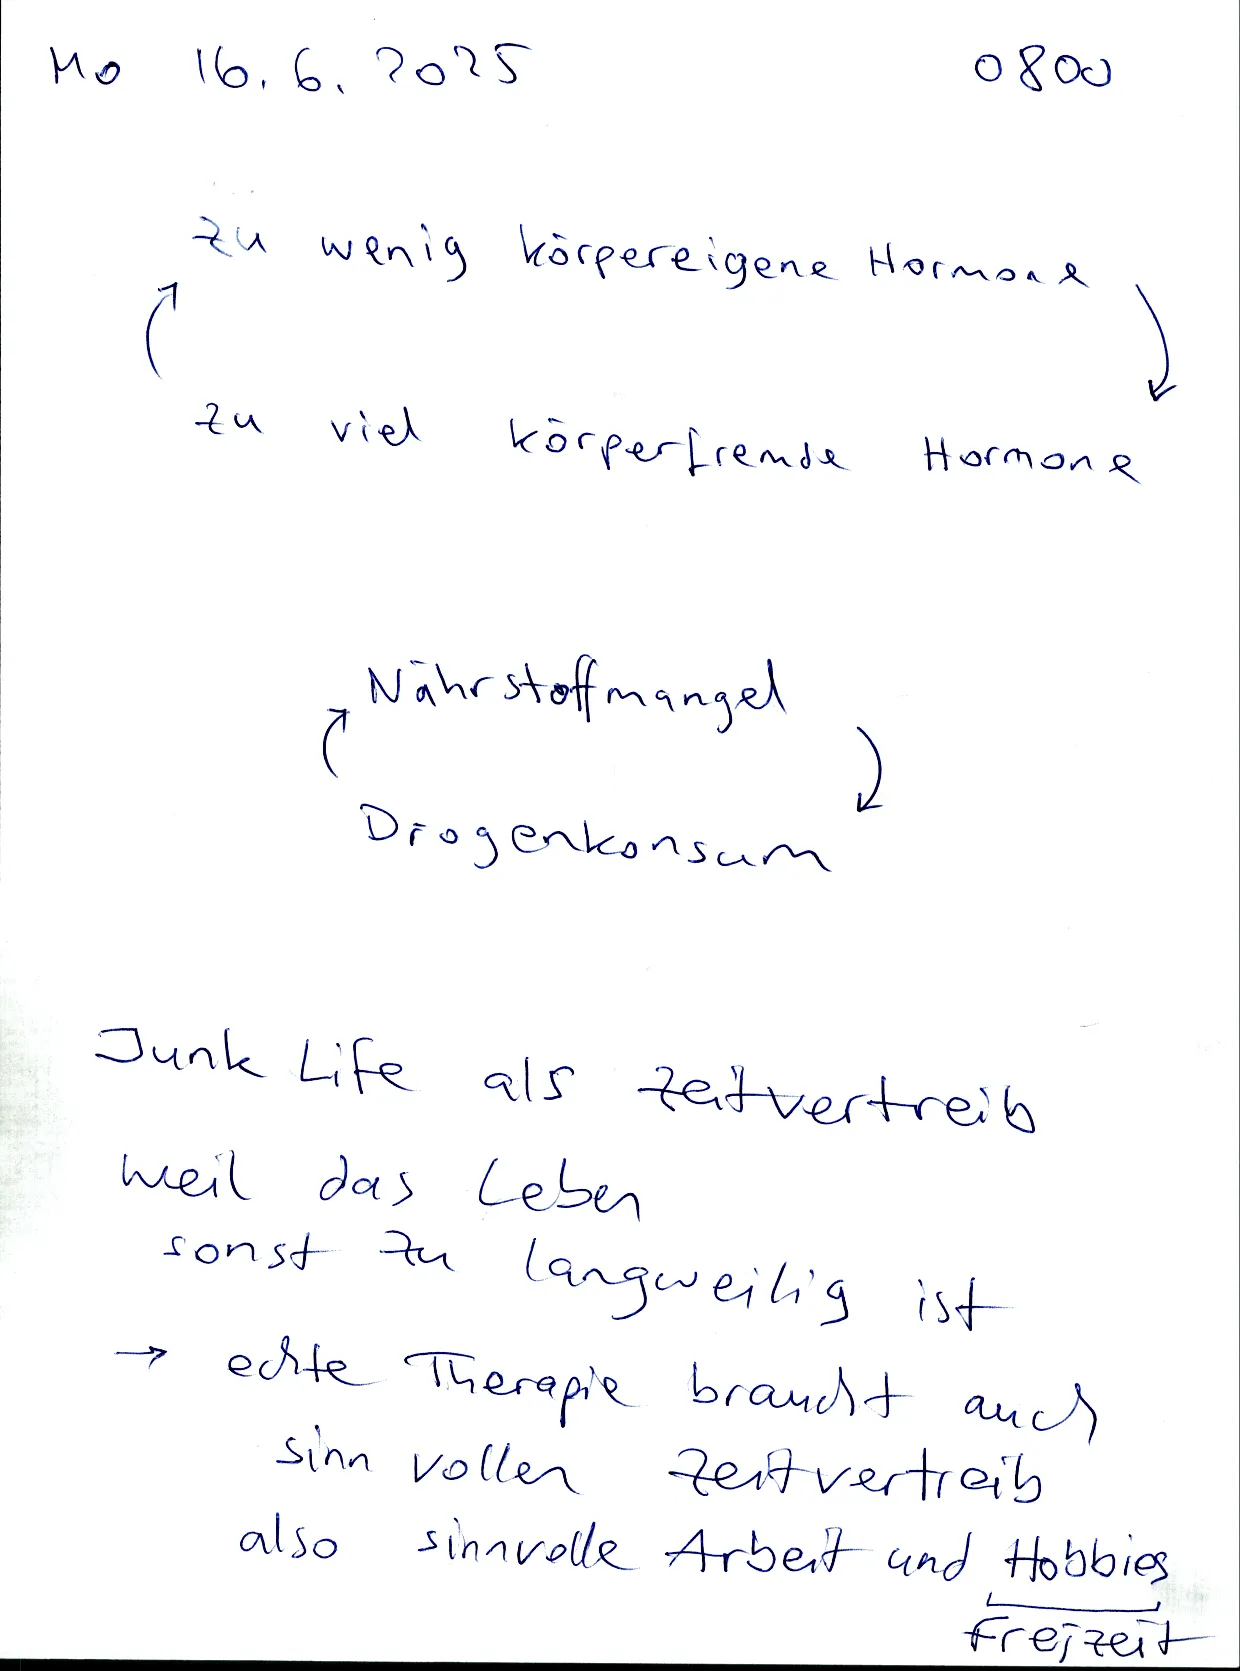 Mo 16.6.2025 0800
zu wenig körpereigene Hormone
zu viel körperfremde Hormone
Nährstoffmangel
Drogenkonsum
Junk Life als Zeitvertreib
weil das Leben
sonst zu langweilig ist
→ echte Therapie braucht auch
sinnvollen Zeitvertreib
also sinnvolle Arbeit und Hobbies
Freizeit